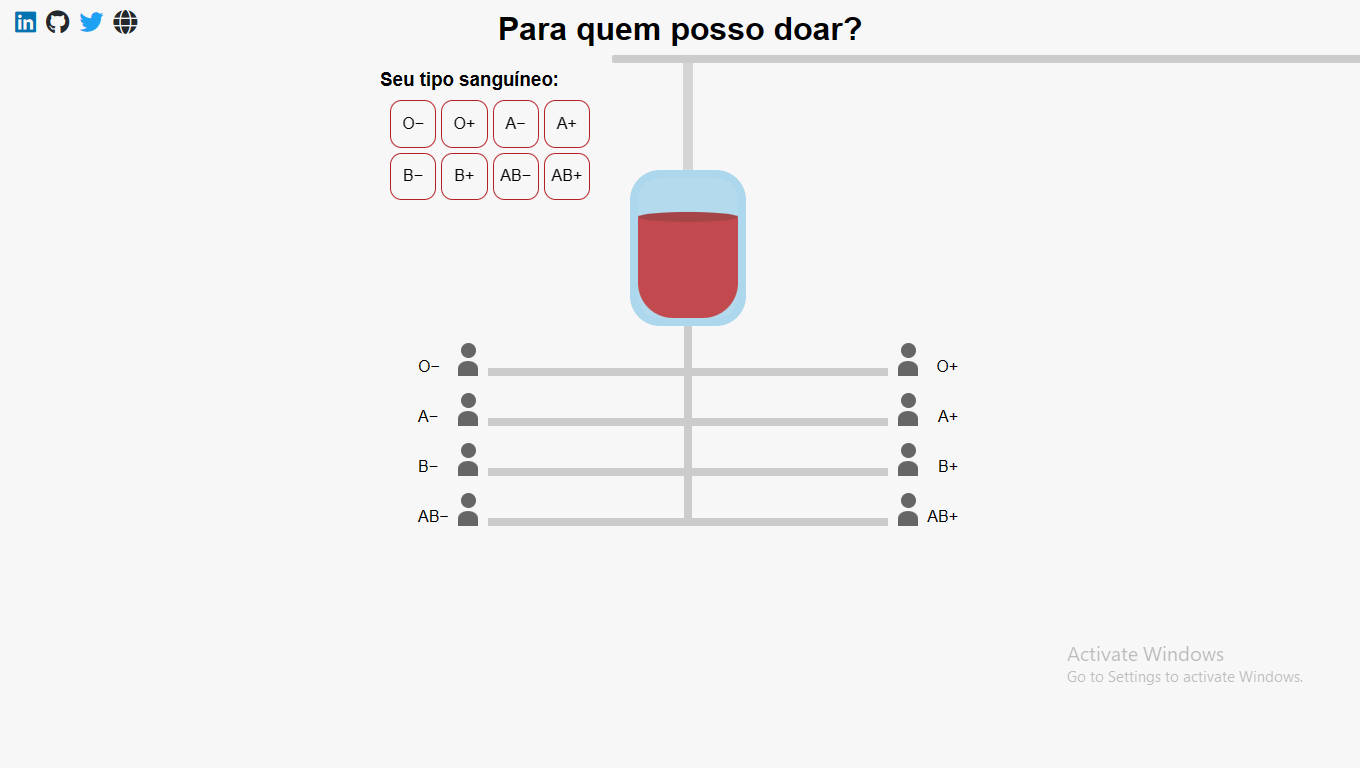 Para quem posso doar?
Seu tipo sanguíneo:
O− O+ A− A+
B− B+ AB− AB+
O− O+
A− A+
B− B+
AB− AB+
Activate Windows
Go to Settings to activate Windows.